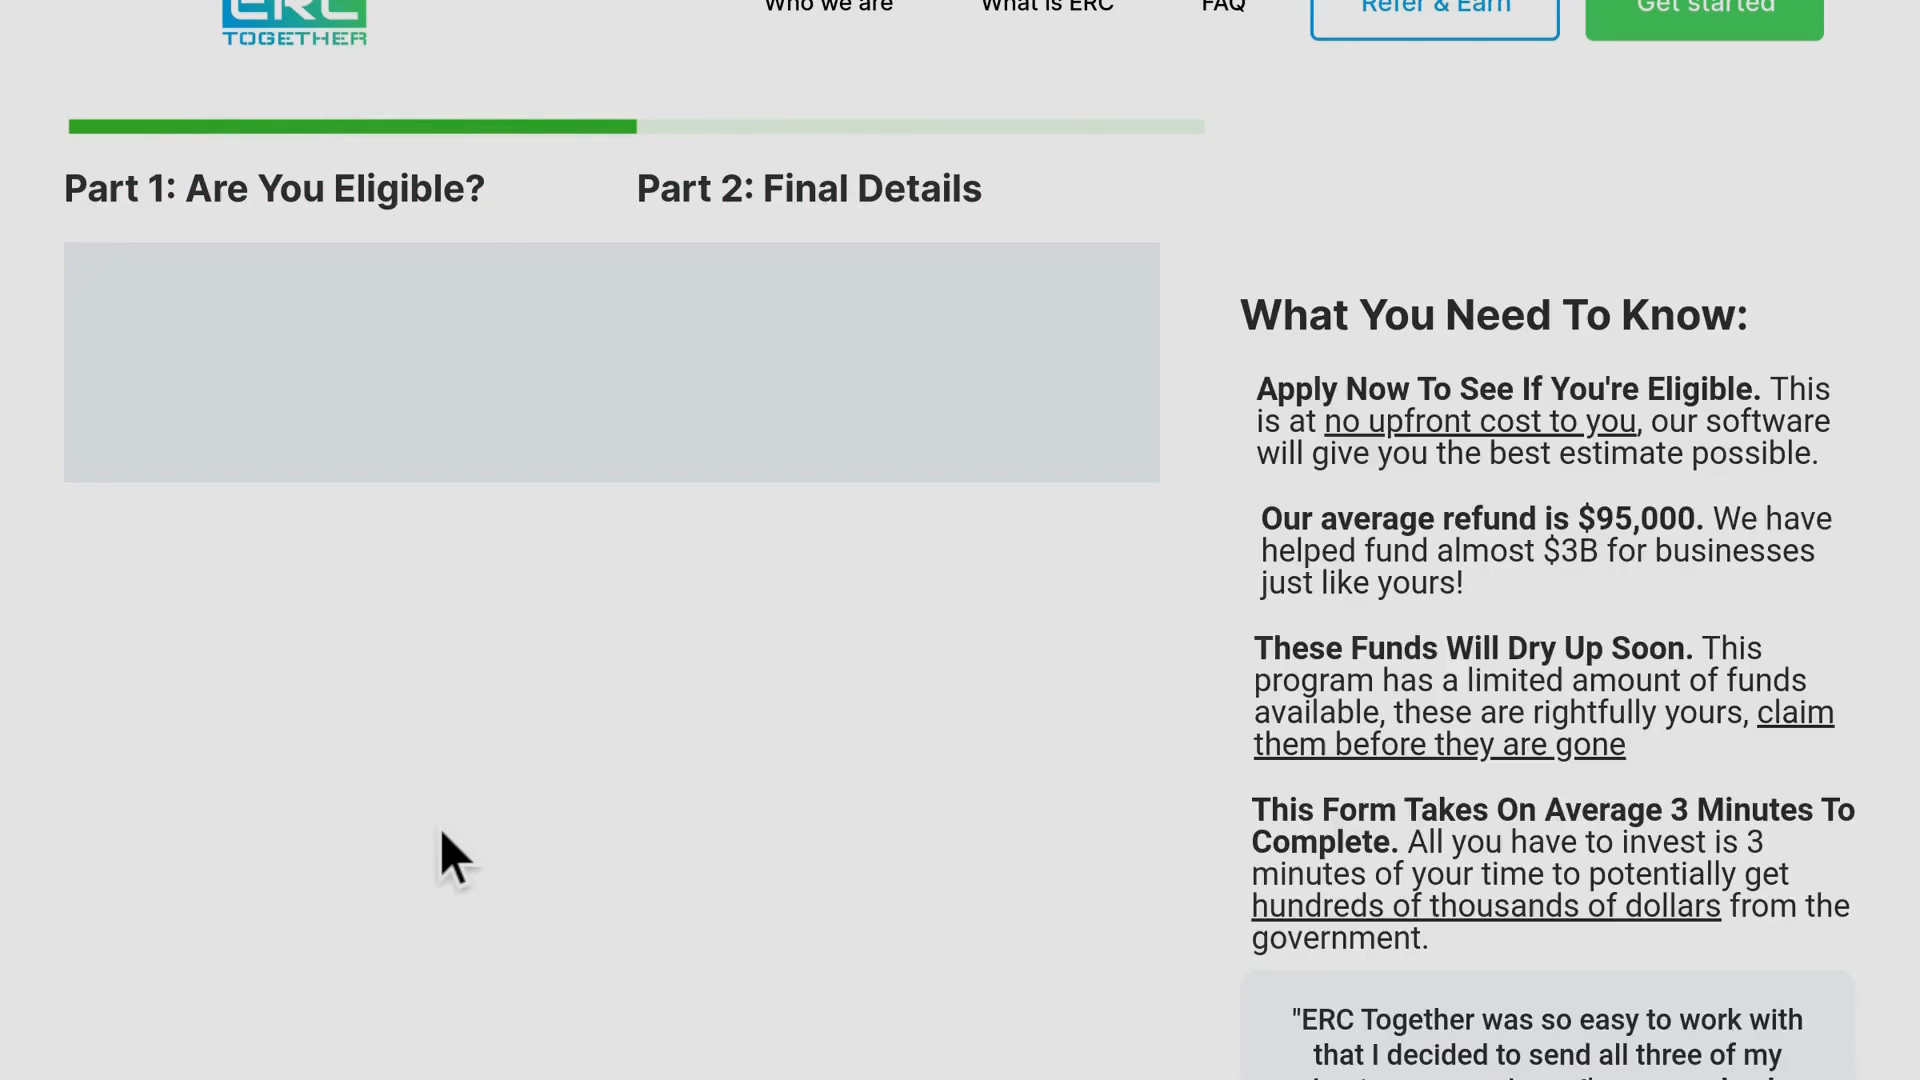 ERC
TOGETHER
Who we are
What is ERC
FAQ
Refer & Earn
Get started
Part 1: Are You Eligible?
Part 2: Final Details
What You Need To Know:
Apply Now To See If You're Eligible. This
is at no upfront cost to you, our software
will give you the best estimate possible.
Our average refund is $95,000. We have
helped fund almost $3B for businesses
just like yours!
These Funds Will Dry Up Soon. This
program has a limited amount of funds
available, these are rightfully yours, claim
them before they are gone
This Form Takes On Average 3 Minutes To
Complete. All you have to invest is 3
minutes of your time to potentially get
hundreds of thousands of dollars from the
government.
"ERC Together was so easy to work with
that I decided to send all three of my